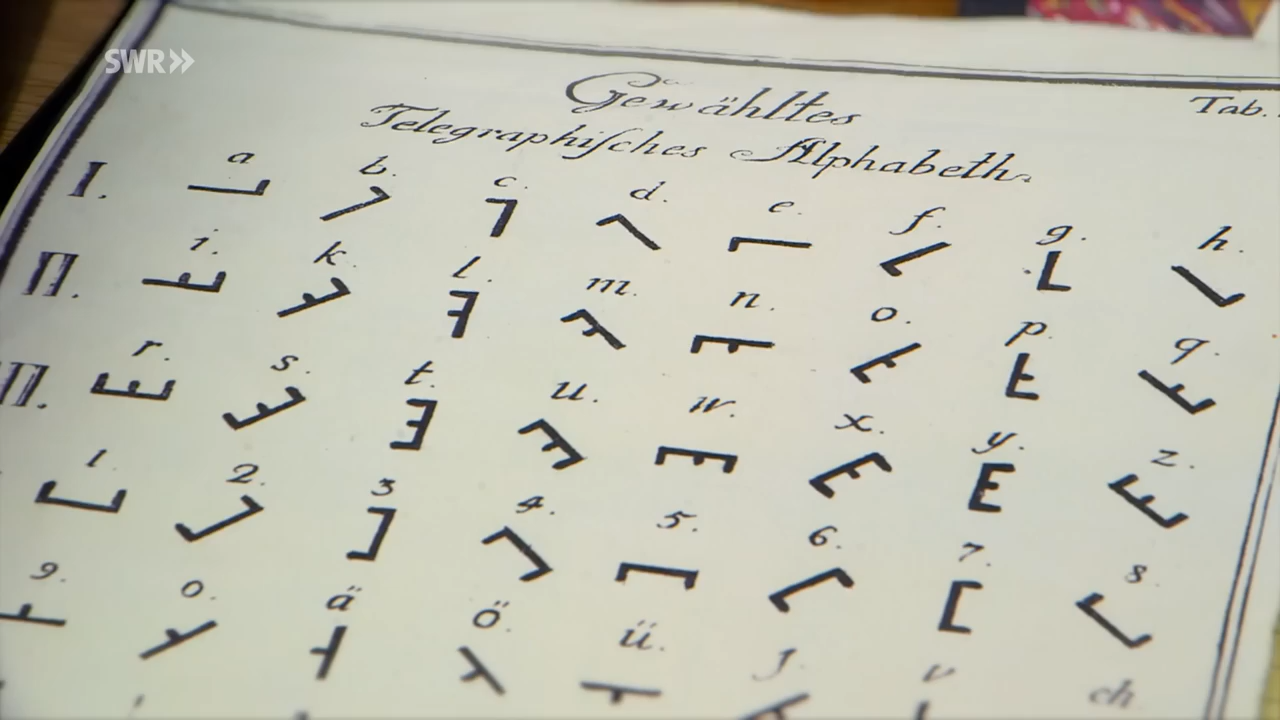 SWR»
Gewähltes
Tab.
Telegraphiſches Alphabeth.
I. a b. c. d. e. f. g. h.
II. i. k. l. m. n. o. p. q.
III. r. s. t. u. w. x. y. z.
1. 2. 3 4. 5. 6. 7. 8.
9. 0. ä ö. ü. j. v ch